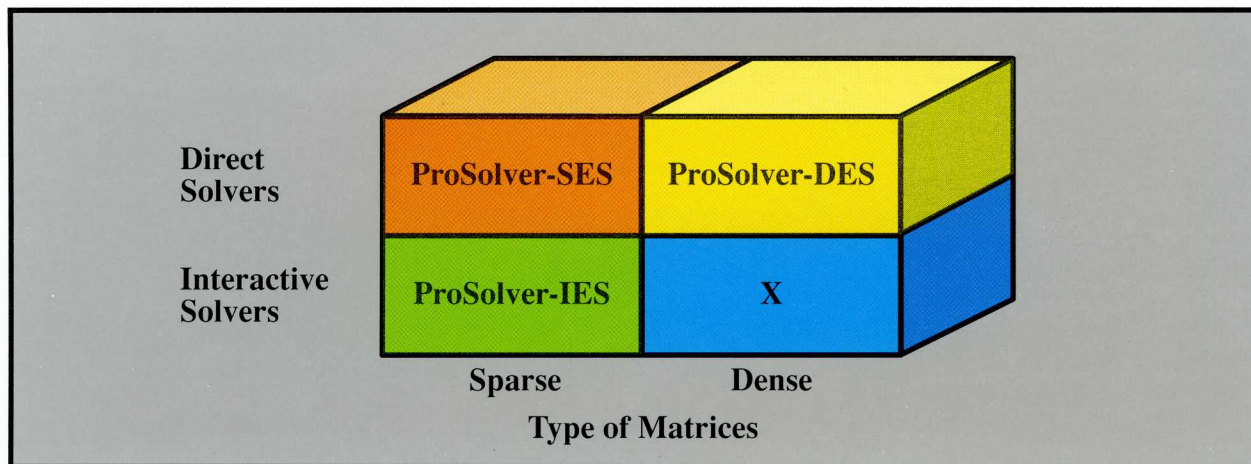 Direct
Solvers
ProSolver-SES
ProSolver-DES
Interactive
Solvers
ProSolver-IES
X
Sparse
Dense
Type of Matrices